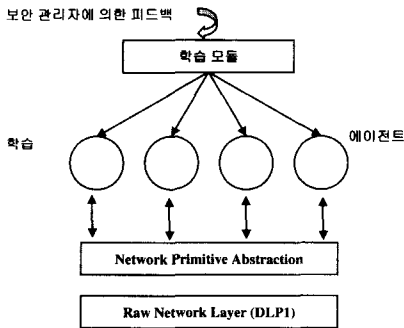 보안 관리자에 의한 피드백
학습 모듈
학습
에이전트
Network Primitive Abstraction
Raw Network Layer (DLP1)